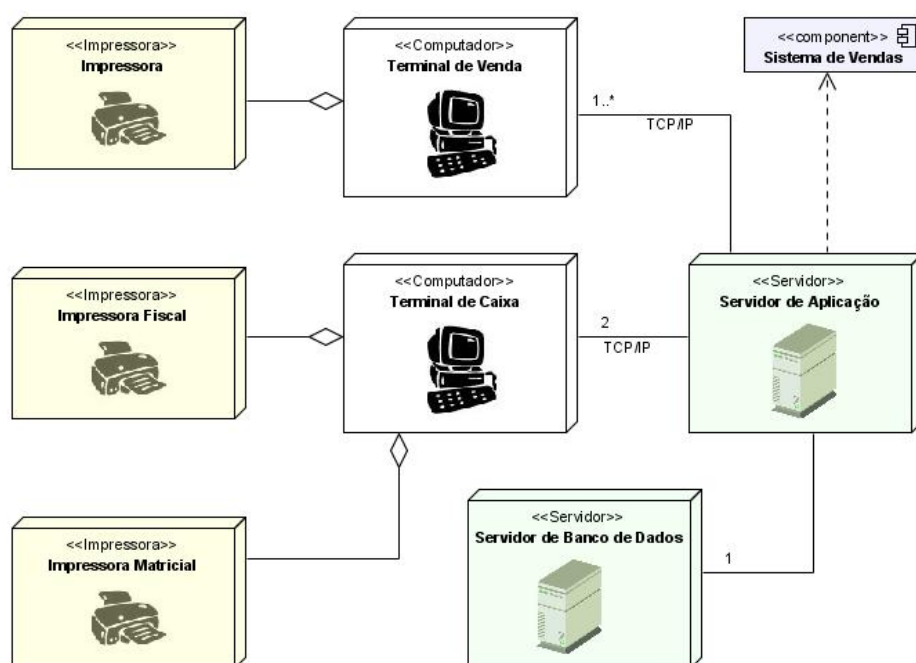 <<Impressora>>
Impressora
<<Computador>>
Terminal de Venda
<<component>>
Sistema de Vendas
1..*
TCP/IP
<<Impressora>>
Impressora Fiscal
<<Computador>>
Terminal de Caixa
2
TCP/IP
<<Servidor>>
Servidor de Aplicação
<<Impressora>>
Impressora Matricial
<<Servidor>>
Servidor de Banco de Dados
1